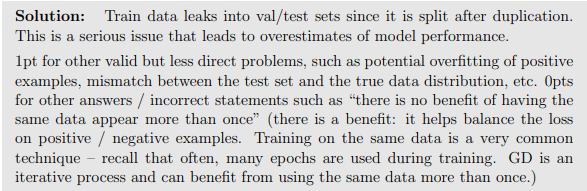 Solution: Train data leaks into val/test sets since it is split after duplication.
This is a serious issue that leads to overestimates of model performance.
1pt for other valid but less direct problems, such as potential overfitting of positive
examples, mismatch between the test set and the true data distribution, etc. 0pts
for other answers / incorrect statements such as “there is no benefit of having the
same data appear more than once” (there is a benefit: it helps balance the loss
on positive / negative examples. Training on the same data is a very common
technique – recall that often, many epochs are used during training. GD is an
iterative process and can benefit from using the same data more than once.)